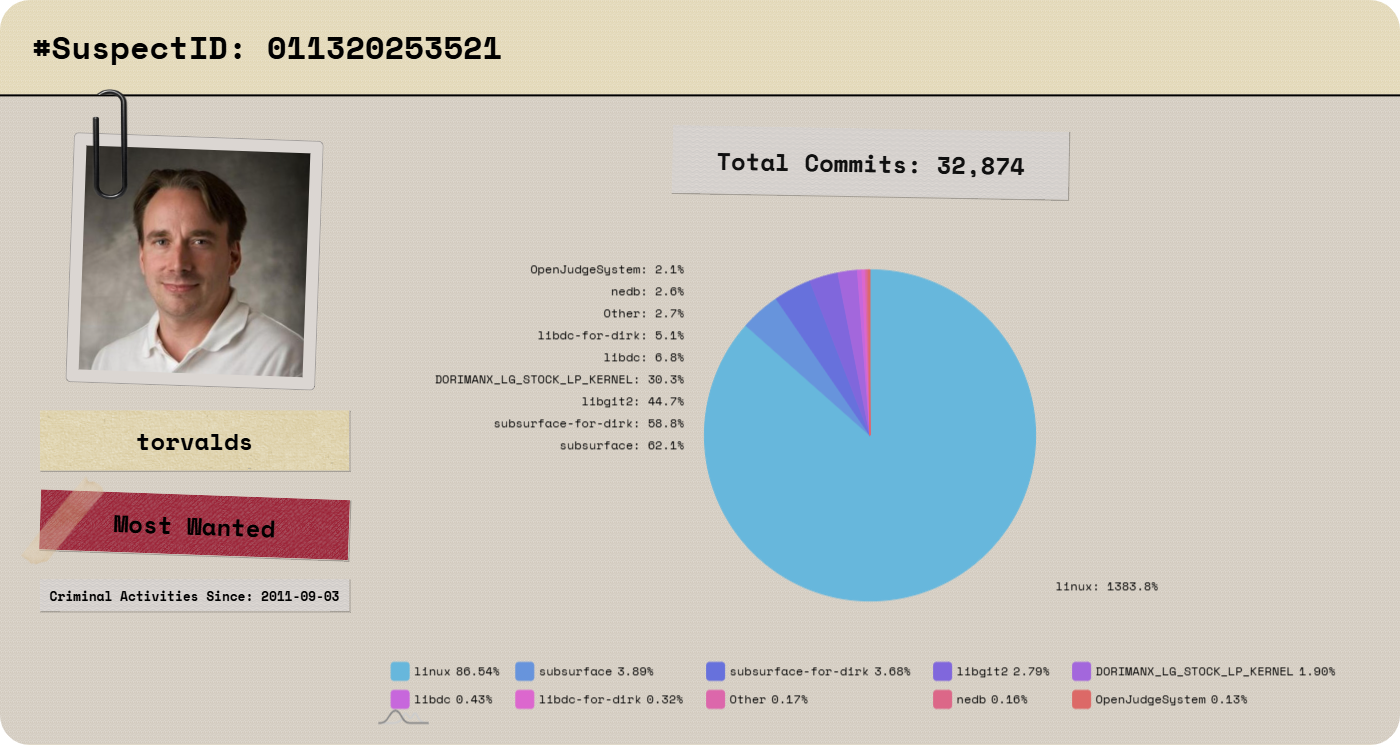 #SuspectID: 011320253521
Total Commits: 32,874
OpenJudgeSystem: 2.1%
nedb: 2.6%
Other: 2.7%
libdc-for-dirk: 5.1%
libdc: 6.8%
DORIMANX_LG_STOCK_LP_KERNEL: 30.3%
libgit2: 44.7%
subsurface-for-dirk: 58.8%
subsurface: 62.1%
linux: 1383.8%
torvalds
Most Wanted
Criminal Activities Since: 2011-09-03
linux 86.54% subsurface 3.89% subsurface-for-dirk 3.68% libgit2 2.79% DORIMANX_LG_STOCK_LP_KERNEL 1.90%
libdc 0.43% libdc-for-dirk 0.32% Other 0.17% nedb 0.16% OpenJudgeSystem 0.13%